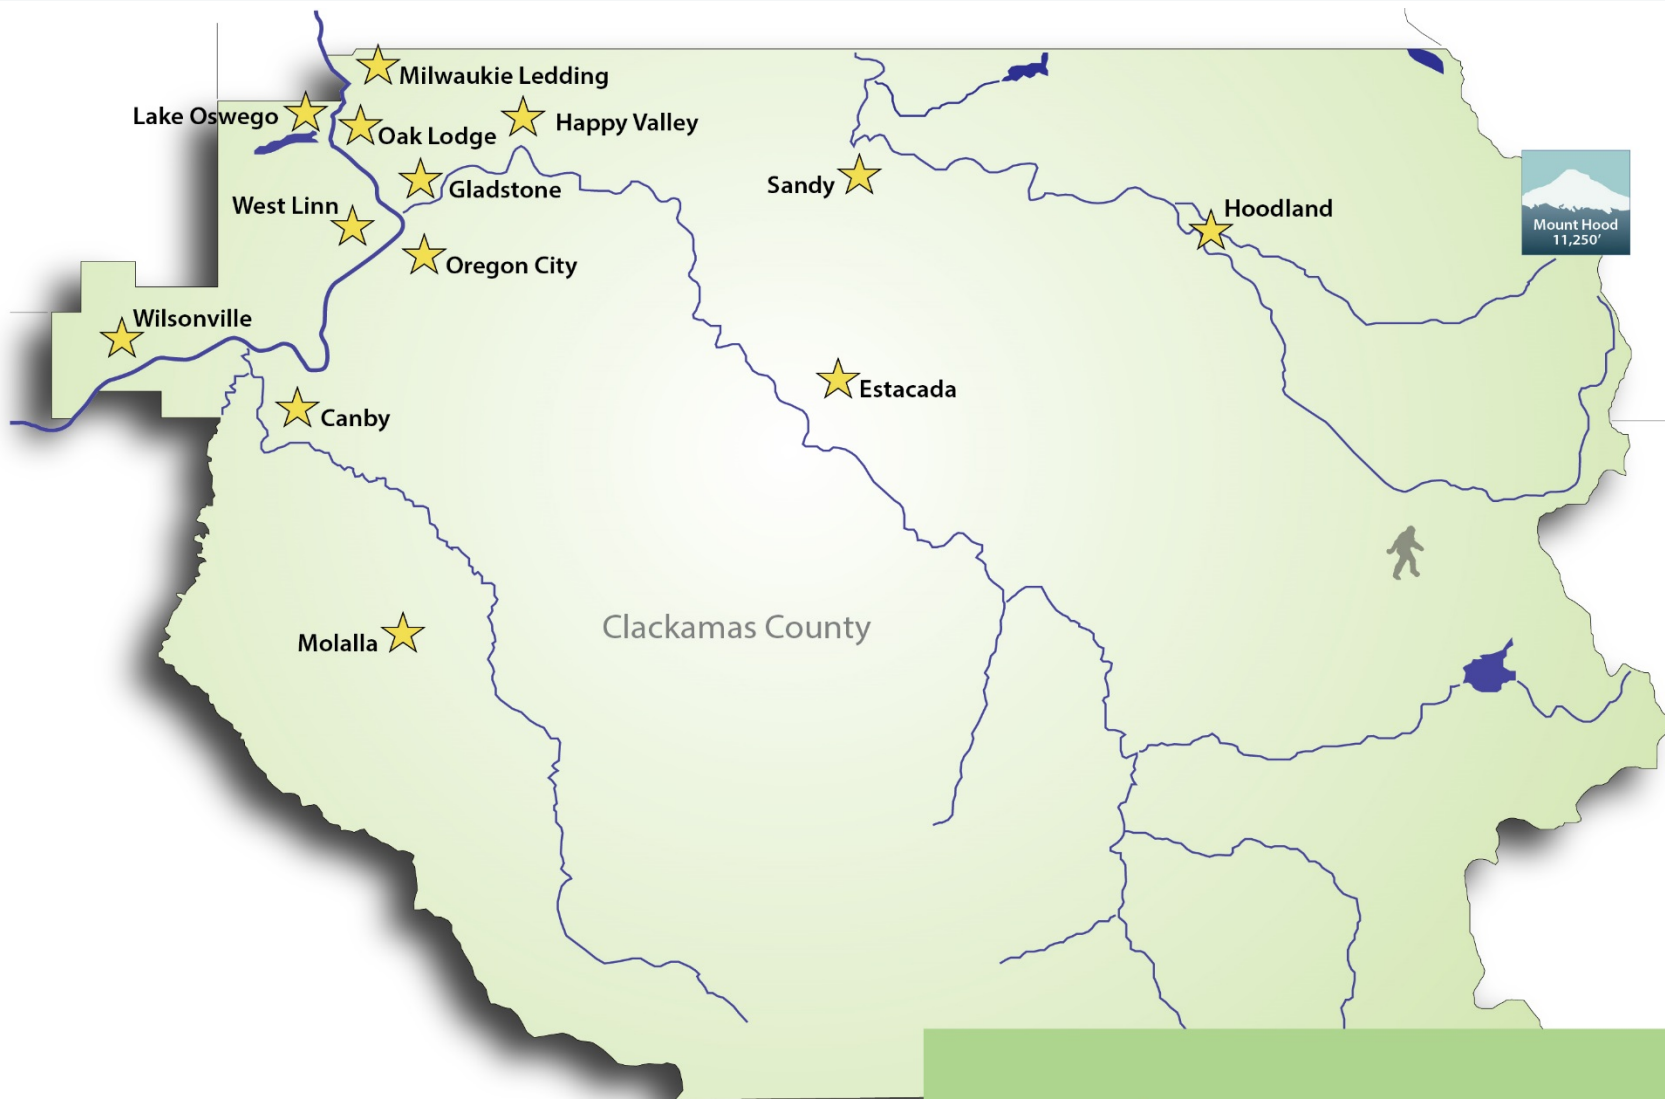 Milwaukie Ledding
Lake Oswego
Oak Lodge
Happy Valley
Gladstone
Sandy
West Linn
Hoodland
Mount Hood
11,250’
Oregon City
Wilsonville
Estacada
Canby
Clackamas County
Molalla